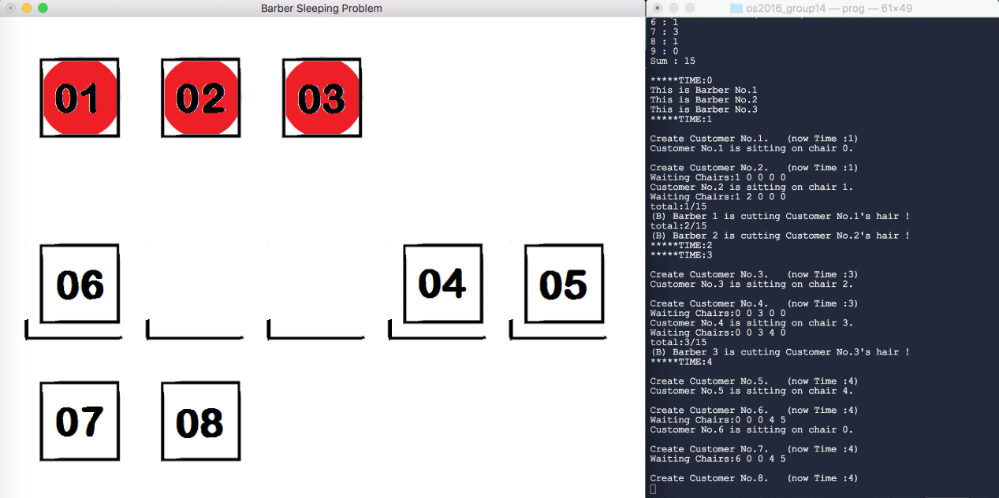 Barber Sleeping Problem
01 02 03
06 04 05
07 08
os2016_group14 — prog — 61×49
6 : 1
7 : 3
8 : 1
9 : 0
Sum : 15
*****TIME:0
This is Barber No.1
This is Barber No.2
This is Barber No.3
*****TIME:1
Create Customer No.1.   (now Time :1)
Customer No.1 is sitting on chair 0.
Create Customer No.2.   (now Time :1)
Waiting Chairs:1 0 0 0 0
Customer No.2 is sitting on chair 1.
Waiting Chairs:1 2 0 0 0
total:1/15
(B) Barber 1 is cutting Customer No.1's hair !
total:2/15
(B) Barber 2 is cutting Customer No.2's hair !
*****TIME:2
*****TIME:3
Create Customer No.3.   (now Time :3)
Customer No.3 is sitting on chair 2.
Create Customer No.4.   (now Time :3)
Waiting Chairs:0 0 3 0 0
Customer No.4 is sitting on chair 3.
Waiting Chairs:0 0 3 4 0
total:3/15
(B) Barber 3 is cutting Customer No.3's hair !
*****TIME:4
Create Customer No.5.   (now Time :4)
Customer No.5 is sitting on chair 4.
Create Customer No.6.   (now Time :4)
Waiting Chairs:0 0 0 4 5
Customer No.6 is sitting on chair 0.
Create Customer No.7.   (now Time :4)
Waiting Chairs:6 0 0 4 5
Create Customer No.8.   (now Time :4)